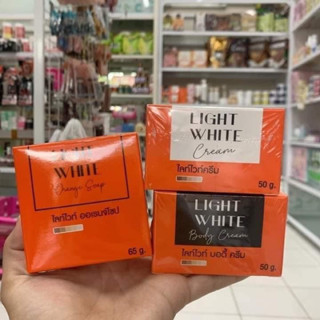 LIGHT
WHITE
Orange Soap
ไลท์ไวท์ ออเรนจ์โซป
65 g.
LIGHT
WHITE
Cream
ไลท์ไวท์ครีม
50 g.
LIGHT
WHITE
Body Cream
ไลท์ไวท์ บอดี้ ครีม
50 g.